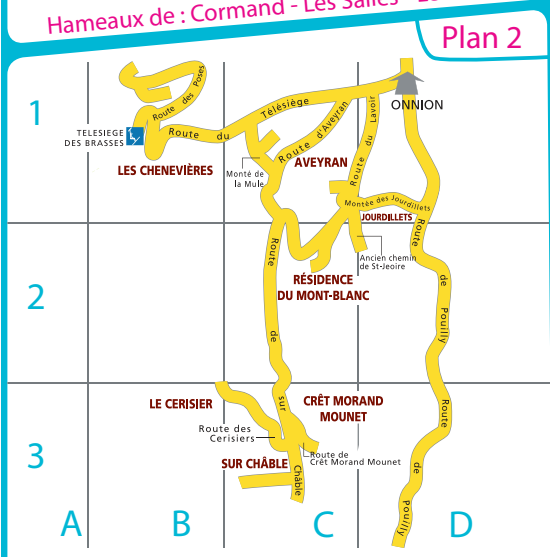 Hameaux de : Cormand - Les Salles -
Plan 2
1
Route des Poses
Télésiège
ONNION
TELESIEGE
DES BRASSES
Route du
Route d'Aveyran
Route du Lavoir
LES CHENEVIÈRES
Monté de
la Mule
AVEYRAN
Montée des Jourdillets
JOURDILLETS
2
Route de sur Châble
Ancien chemin
de St-Jeoire
RÉSIDENCE
DU MONT-BLANC
Route de Pouilly
3
LE CERISIER
CRÊT MORAND
MOUNET
Route des
Cerisiers
Route de
Crêt Morand Mounet
SUR CHÂBLE
Route de Pouilly
A
B
C
D